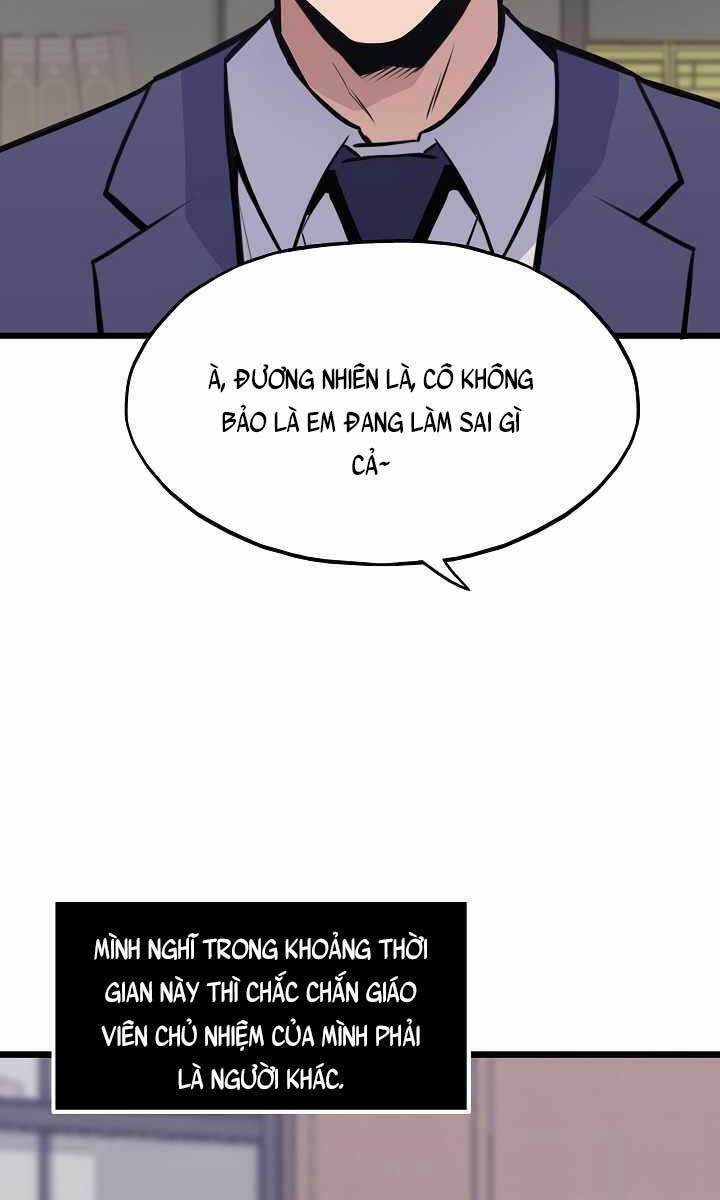 À, ĐƯƠNG NHIÊN LÀ, CÔ KHÔNG
BẢO LÀ EM ĐANG LÀM SAI GÌ
CẢ~
MÌNH NGHĨ TRONG KHOẢNG THỜI
GIAN NÀY THÌ CHẮC CHẮN GIÁO
VIÊN CHỦ NHIỆM CỦA MÌNH PHẢI
LÀ NGƯỜI KHÁC.